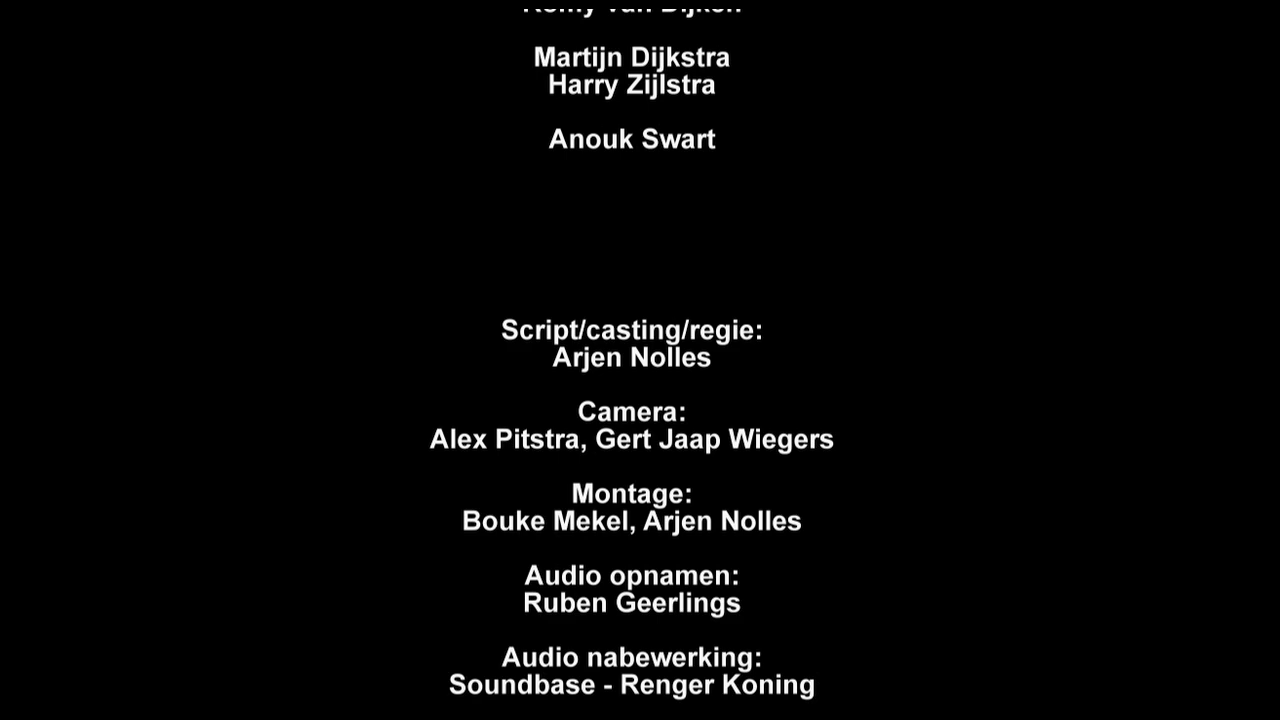 van
Martijn Dijkstra
Harry Zijlstra
Anouk Swart
Script/casting/regie:
Arjen Nolles
Camera:
Alex Pitstra, Gert Jaap Wiegers
Montage:
Bouke Mekel, Arjen Nolles
Audio opnamen:
Ruben Geerlings
Audio nabewerking:
Soundbase - Renger Koning